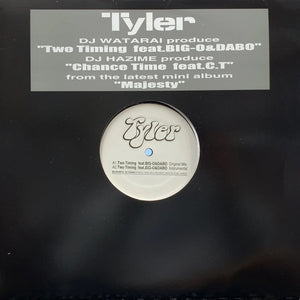 Tyler
DJ WATARAI produce
"Two Timing feat.BIG-O&DABO"
DJ HAZIME produce
"Chance Time feat.C.T"
from the latest mini album
"Majesty"
Tyler
A1. Two Timing feat.BIG-O&DABO Original Mix
A2. Two Timing feat.BIG-O&DABO Instrumental